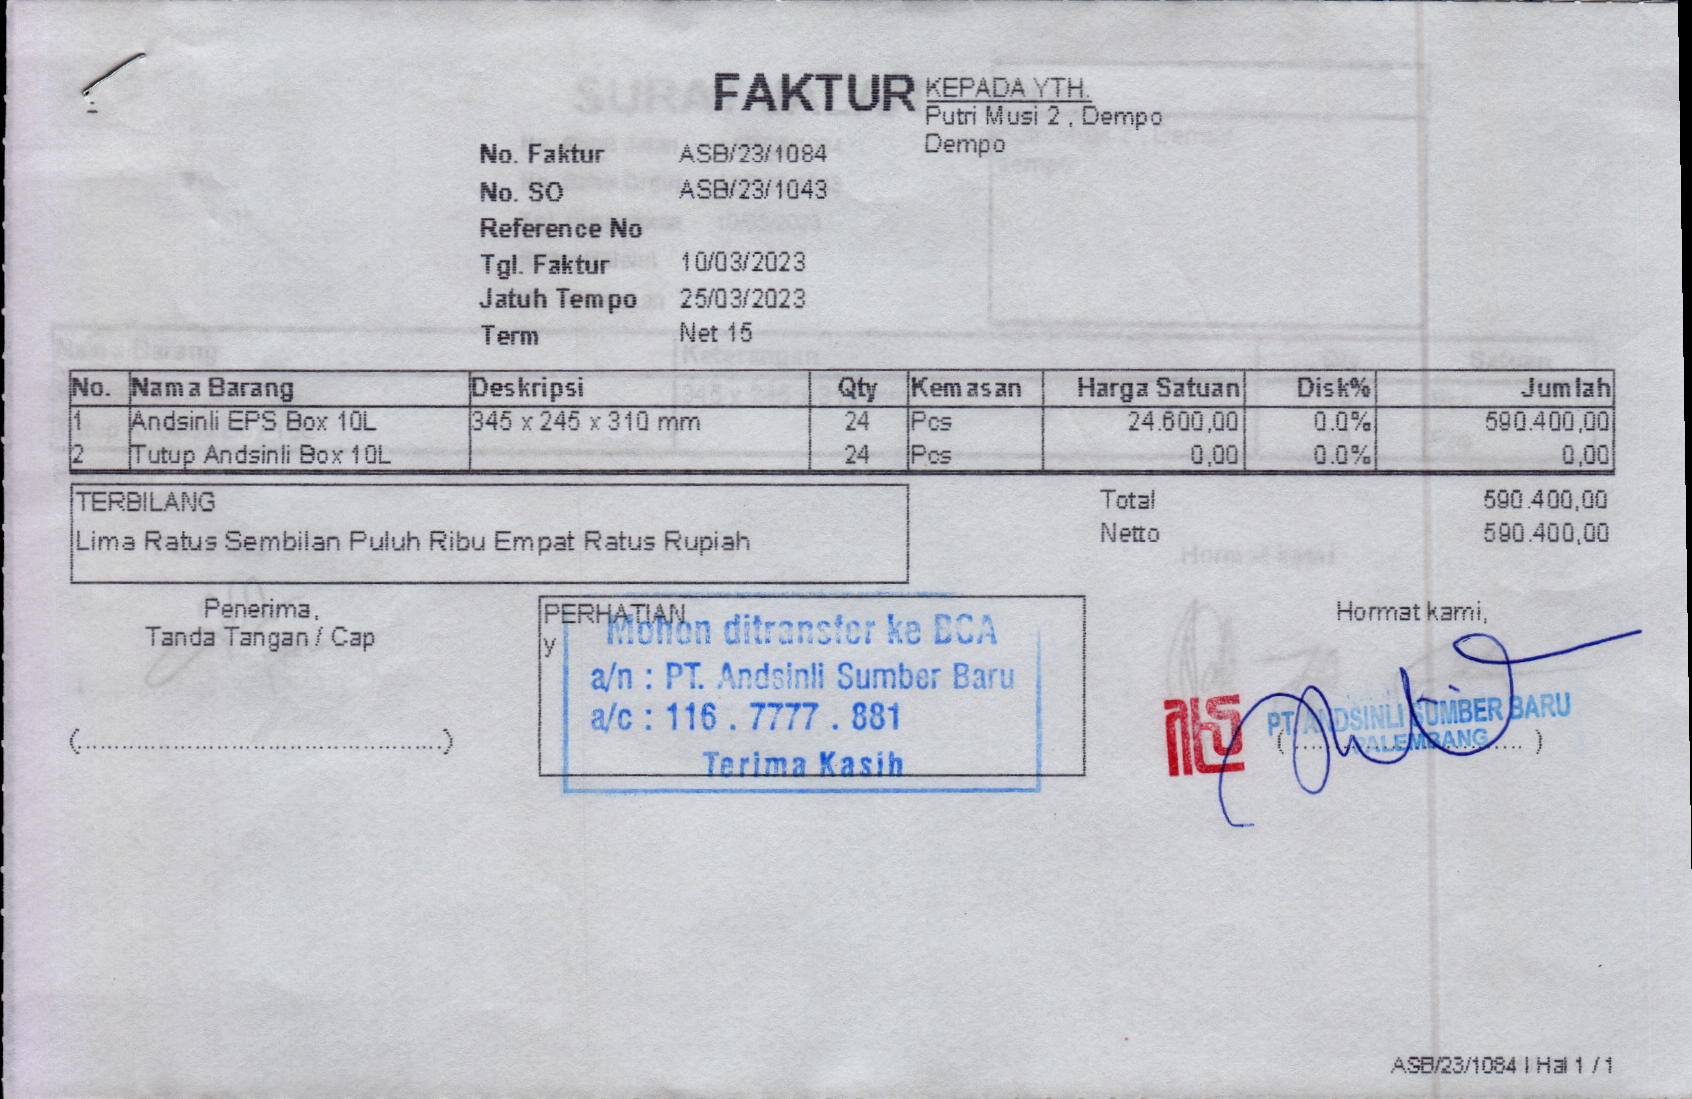 FAKTUR
KEPADA YTH.
Putri Musi 2 , Dempo
Dempo
No. Faktur ASB/23/1084
No. SO ASB/23/1043
Reference No
Tgl. Faktur 10/03/2023
Jatuh Tempo 25/03/2023
Term Net 15
No. Nama Barang Deskripsi Qty Kemasan Harga Satuan Disk% Jumlah
1 Andsinli EPS Box 10L 345 x 245 x 310 mm 24 Pcs 24.600,00 0.0% 590.400,00
2 Tutup Andsinli Box 10L 24 Pcs 0,00 0.0% 0,00
TERBILANG
Lima Ratus Sembilan Puluh Ribu Empat Ratus Rupiah
Total 590.400,00
Netto 590.400,00
Penerima,
Tanda Tangan / Cap
(................................................)
PERHATIAN
y
Mohon ditransfer ke BCA
a/n : PT. Andsinli Sumber Baru
a/c : 116 . 7777 . 881
Terima Kasih
Hormat kami,
PT. ANDSINLI SUMBER BARU
PALEMBANG
ASB/23/1084 | Hal 1 / 1